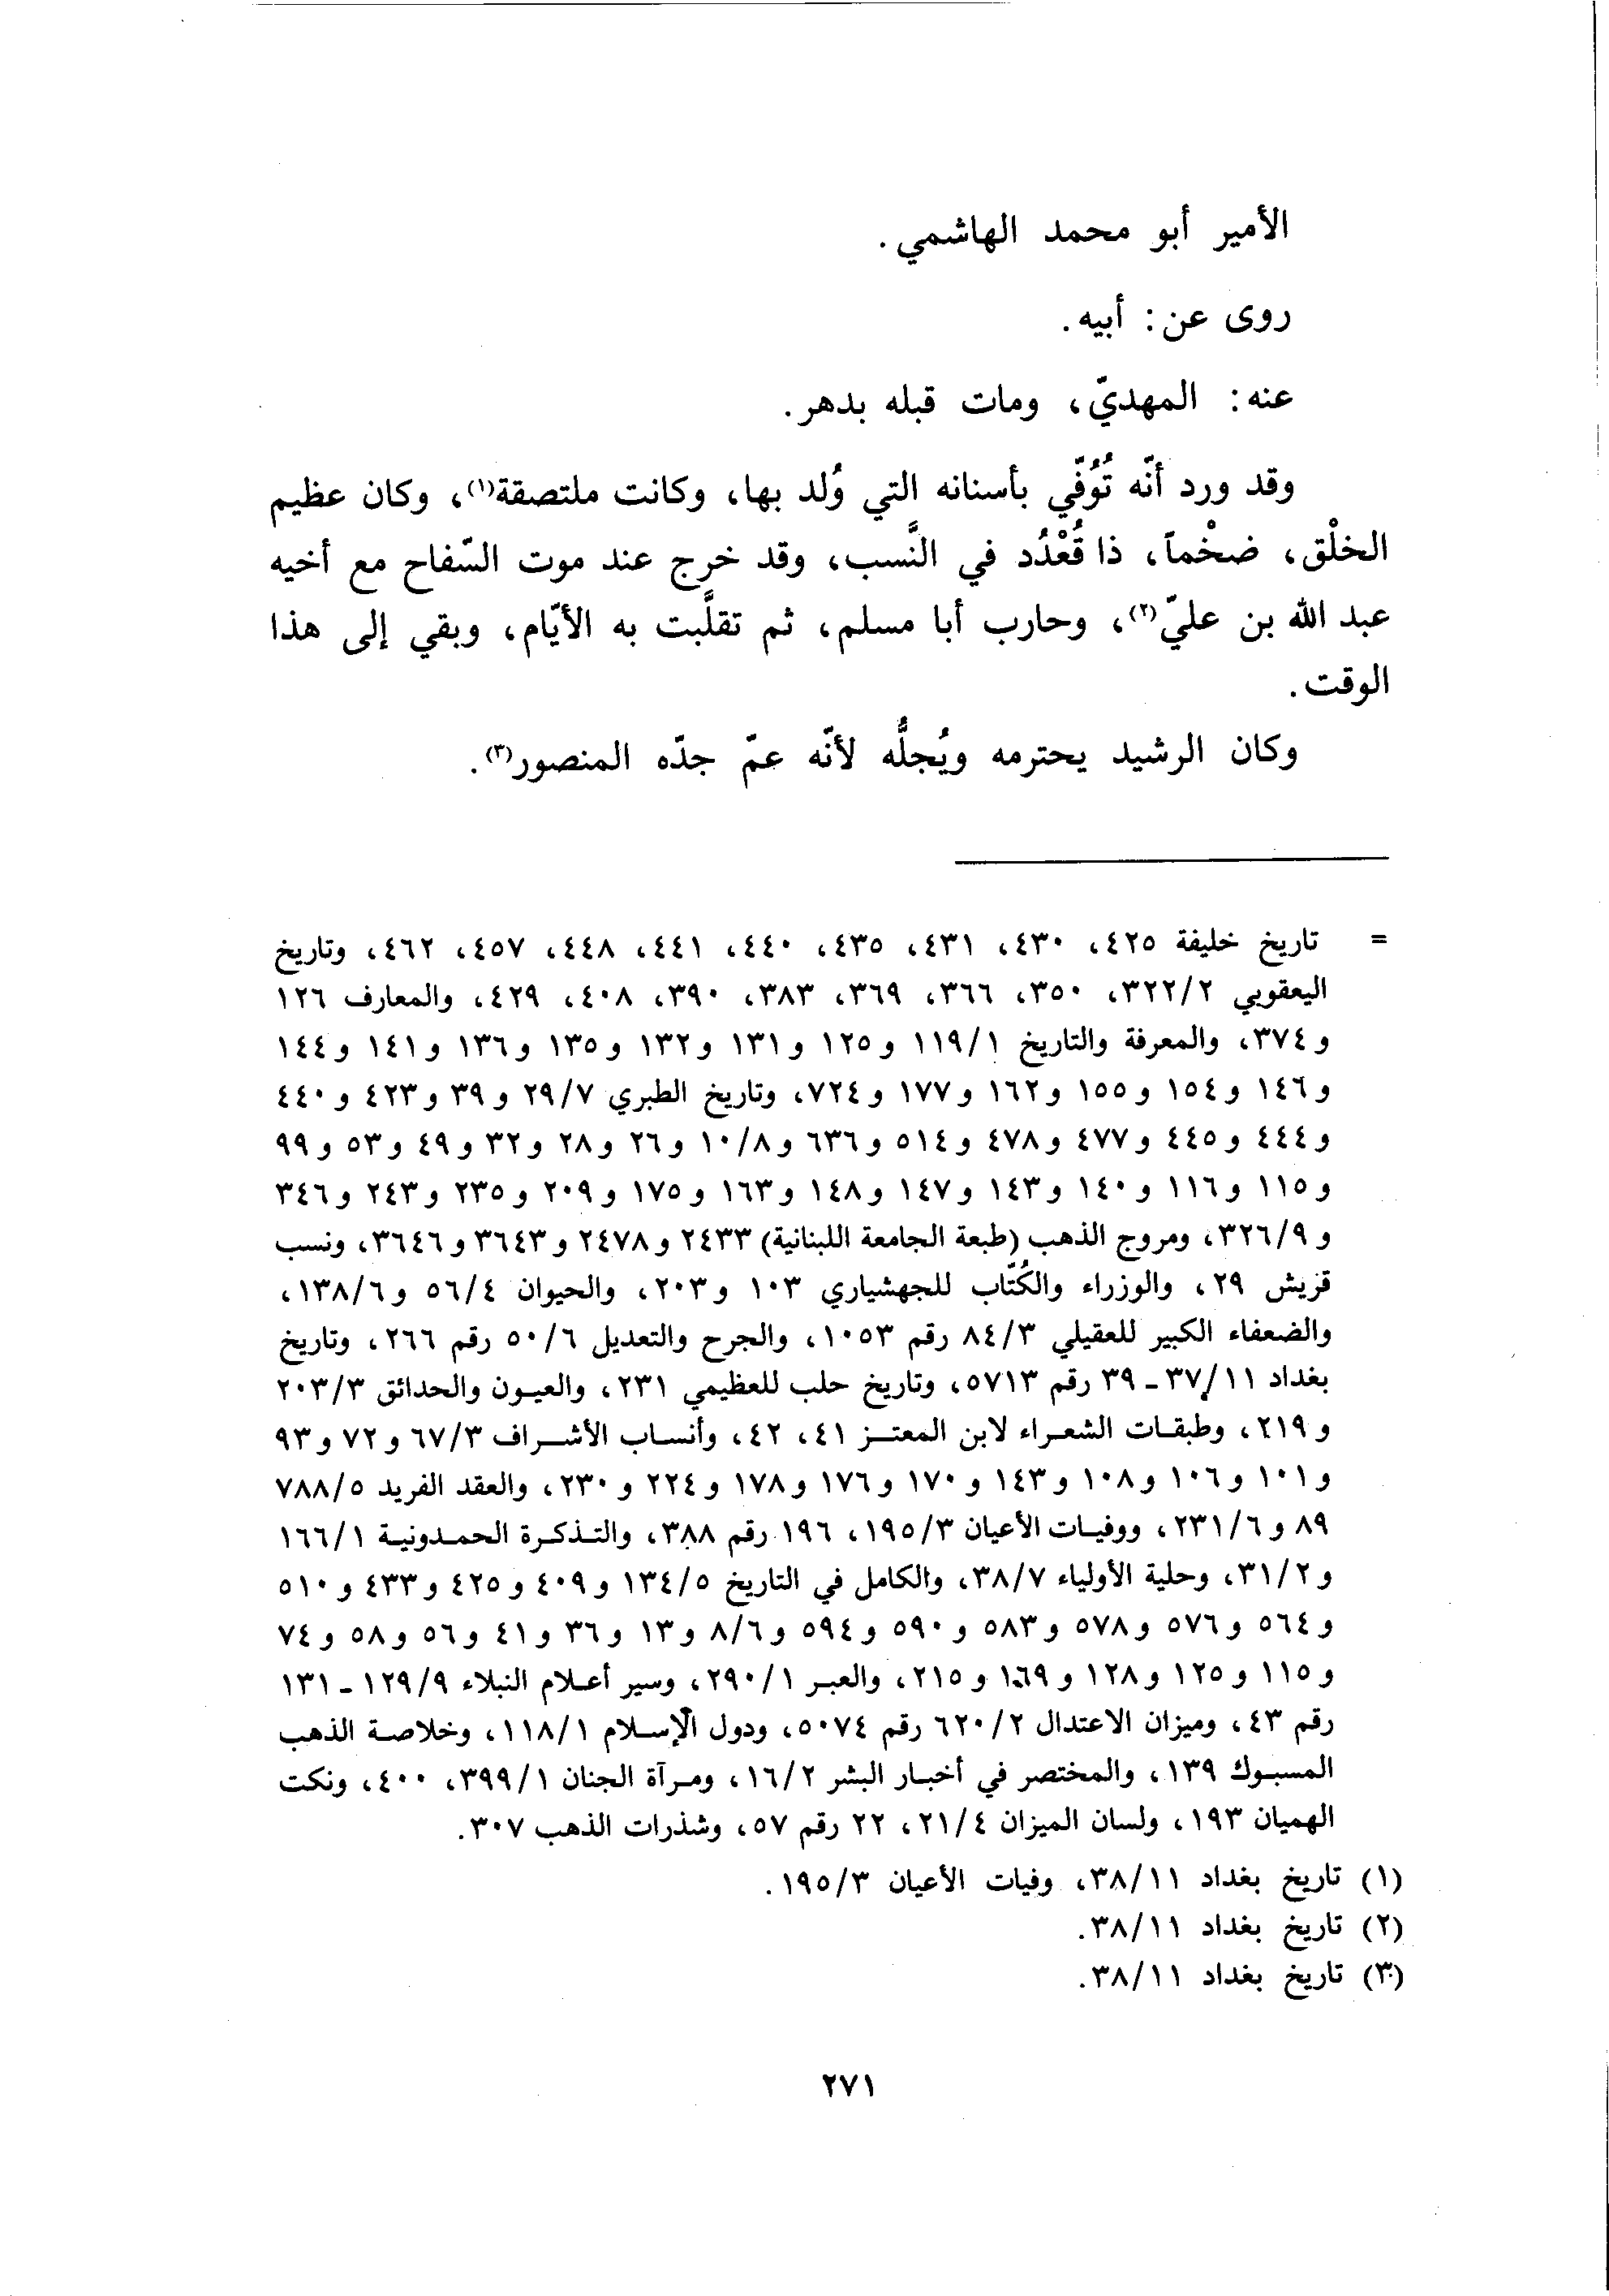 الأمير أبو محمد الهاشمي.
روى عن: أبيه.
عنه: المهديّ، ومات قبله بدهر.
وقد ورد أنّه تُوُفّي بأسنانه التي وُلد بها، وكانت ملتصقة(١)، وكان عظيم
الخلْق، ضخْماً، ذا قُعْدُد في النَّسب، وقد خرج عند موت السّفاح مع أخيه
عبد الله بن عليّ(٢)، وحارب أبا مسلم، ثم تقلَّبت به الأيّام، وبقي إلى هذا
الوقت.
وكان الرشيد يحترمه ويُجلُّه لأنّه عمّ جدّه المنصور(٣).
= تاريخ خليفة ٤٢٥، ٤٣٠، ٤٣١، ٤٣٥، ٤٤٠، ٤٤١، ٤٤٨، ٤٥٧، ٤٦٢، وتاريخ
اليعقوبي ٣٢٢/٢، ٣٥٠، ٣٦٦، ٣٦٩، ٣٨٣، ٣٩٠، ٤٠٨، ٤٢٩، والمعارف ١٢٦
و٣٧٤، والمعرفة والتاريخ ١١٩/١ و١٢٥ و١٣١ و١٣٢ و١٣٥ و١٣٦ و١٤١ و١٤٤
و١٤٦ و١٥٤ و١٥٥ و١٦٢ و١٧٧ و٧٢٤، وتاريخ الطبري ٢٩/٧ و٣٩ و٤٢٣ و٤٤٠
و٤٤٤ و٤٤٥ و٤٧٧ و٤٧٨ و٥١٤ و٦٣٦ و١٠/٨ و٢٦ و٢٨ و٣٢ و٤٩ و٥٣ و٩٩
و١١٥ و١١٦ و١٤٠ و١٤٣ و١٤٧ و١٤٨ و١٦٣ و١٧٥ و٢٠٩ و٢٣٥ و٢٤٣ و٣٤٦
و٣٢٦/٩، ومروج الذهب (طبعة الجامعة اللبنانية) ٢٤٣٣ و٢٤٧٨ و٣٦٤٣ و٣٦٤٦، ونسب
قريش ٢٩، والوزراء والكُتّاب للجهشياري ١٠٣ و٢٠٣، والحيوان ٥٦/٤ و١٣٨/٦،
والضعفاء الكبير للعقيلي ٨٤/٣ رقم ١٠٥٣، والجرح والتعديل ٥٠/٦ رقم ٢٦٦، وتاريخ
بغداد ٣٧/١١ - ٣٩ رقم ٥٧١٣، وتاريخ حلب للعظيمي ٢٣١، والعيون والحدائق ٢٠٣/٣
و٢١٩، وطبقات الشعراء لابن المعتز ٤١، ٤٢، وأنساب الأشراف ٦٧/٣ و٧٢ و٩٣
و١٠١ و١٠٦ و١٠٨ و١٤٣ و١٧٠ و١٧٦ و١٧٨ و٢٢٤ و٢٣٠، والعقد الفريد ٧٨٨/٥
٨٩ و٢٣١/٦، ووفيات الأعيان ١٩٥/٣، ١٩٦ رقم ٣٨٨، والتذكرة الحمدونية ١٦٦/١
و٣١/٢، وحلية الأولياء ٣٨/٧، والكامل في التاريخ ١٣٤/٥ و٤٠٩ و٤٢٥ و٤٣٣ و٥١٠
و٥٦٤ و٥٧٦ و٥٧٨ و٥٨٣ و٥٩٠ و٥٩٤ و٨/٦ و١٣ و٣٦ و٤١ و٥٦ و٥٨ و٧٤
و١١٥ و١٢٥ و١٢٨ و١٦٩ و٢١٥، والعبر ٢٩٠/١، وسير أعلام النبلاء ١٢٩/٩ - ١٣١
رقم ٤٣، وميزان الاعتدال ٦٢٠/٢ رقم ٥٠٧٤، ودول الإسلام ١١٨/١، وخلاصة الذهب
المسبوك ١٣٩، والمختصر في أخبار البشر ١٦/٢، ومرآة الجنان ٣٩٩/١، ٤٠٠، ونكت
الهميان ١٩٣، ولسان الميزان ٢١/٤، ٢٢ رقم ٥٧، وشذرات الذهب ٣٠٧.
(١) تاريخ بغداد ٣٨/١١، وفيات الأعيان ١٩٥/٣.
(٢) تاريخ بغداد ٣٨/١١.
(٣) تاريخ بغداد ٣٨/١١.
٢٧١